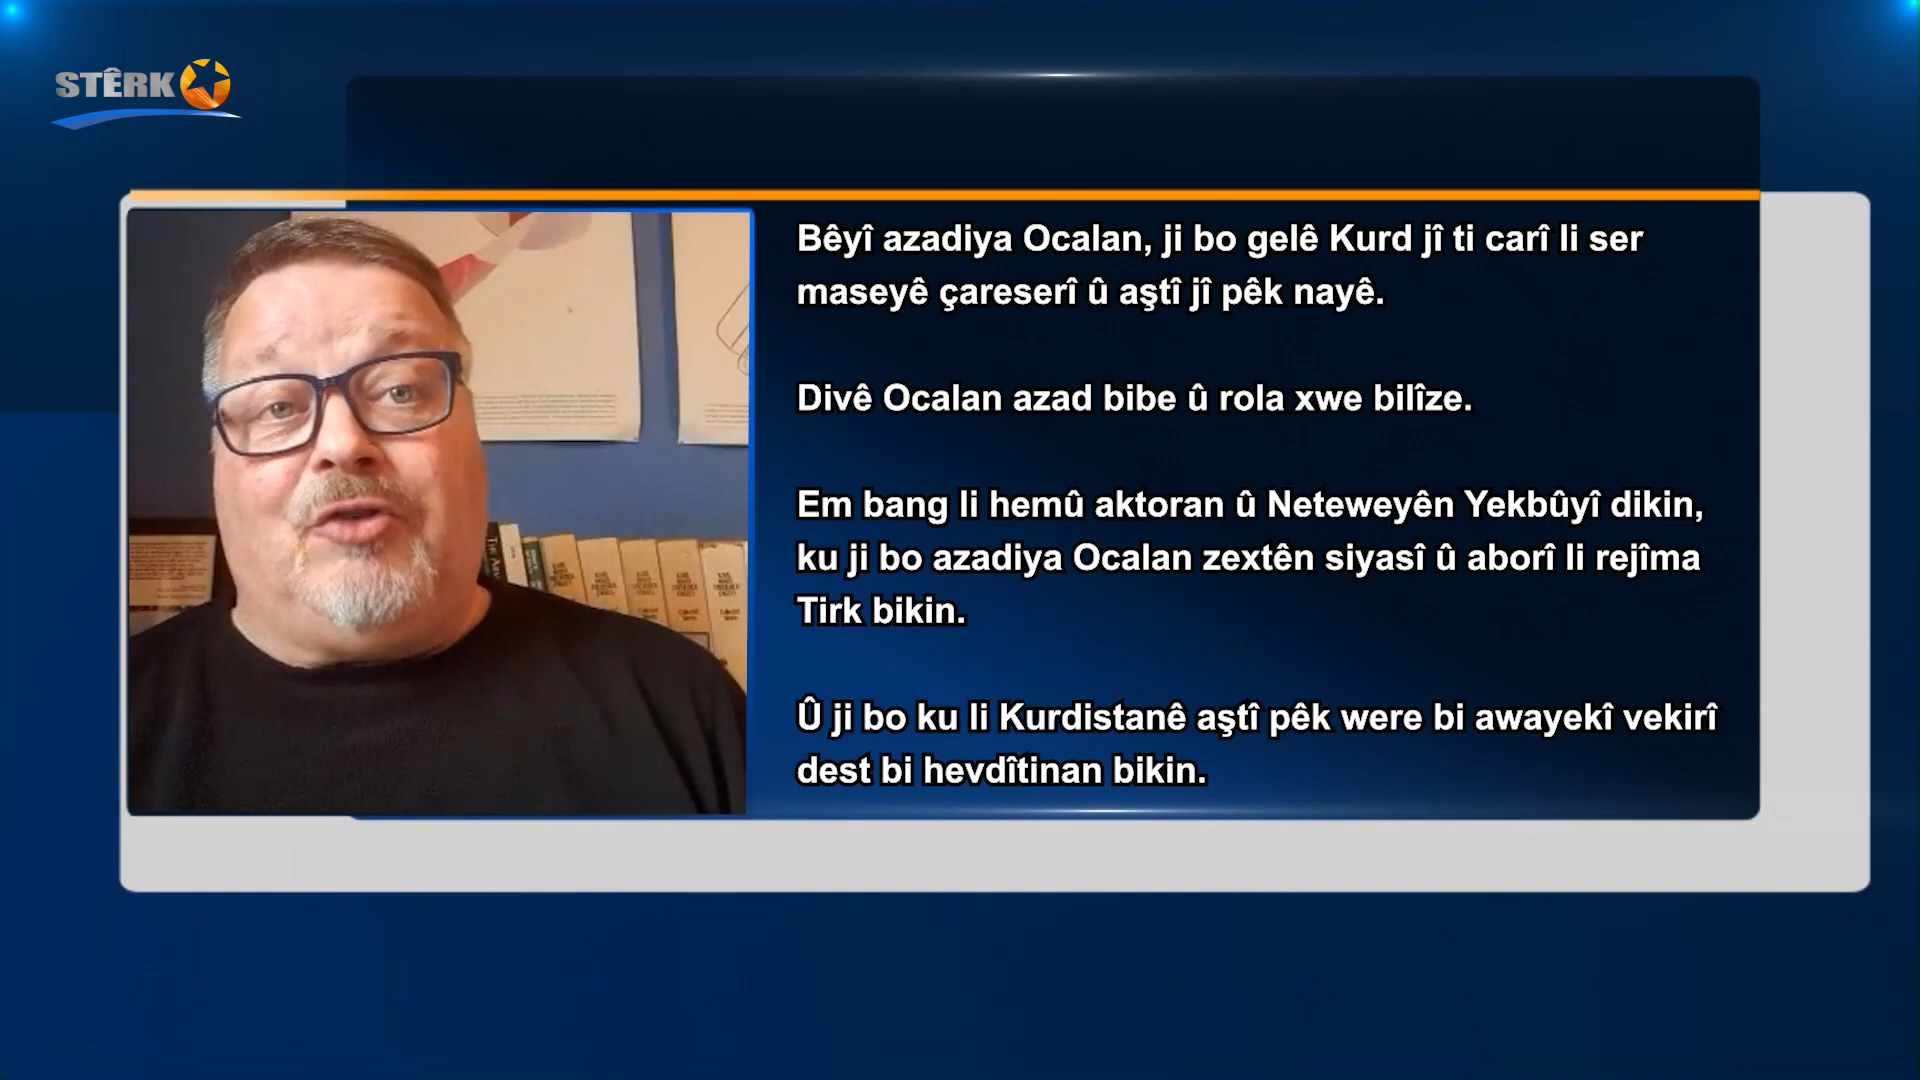 STÊRK
Bêyî azadiya Ocalan, ji bo gelê Kurd jî ti carî li ser
maseyê çareserî û aştî jî pêk nayê.
Divê Ocalan azad bibe û rola xwe bilîze.
Em bang li hemû aktoran û Neteweyên Yekbûyî dikin,
ku ji bo azadiya Ocalan zextên siyasî û aborî li rejîma
Tirk bikin.
Û ji bo ku li Kurdistanê aştî pêk were bi awayekî vekirî
dest bi hevdîtinan bikin.